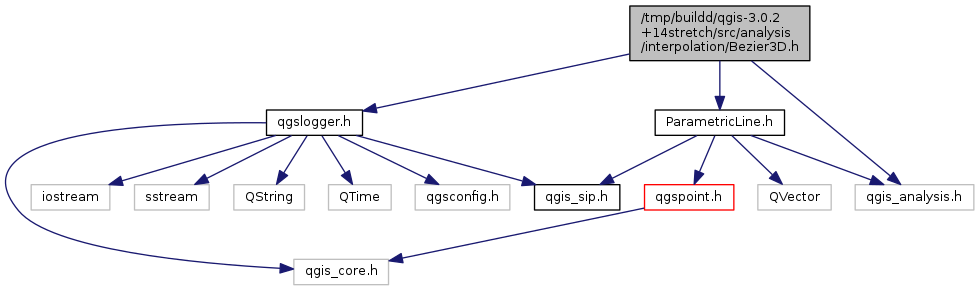 /tmp/buildd/qgis-3.0.2
+14stretch/src/analysis
/interpolation/Bezier3D.h
qgslogger.h
ParametricLine.h
iostream
sstream
QString
QTime
qgsconfig.h
qgis_sip.h
qgspoint.h
QVector
qgis_analysis.h
qgis_core.h